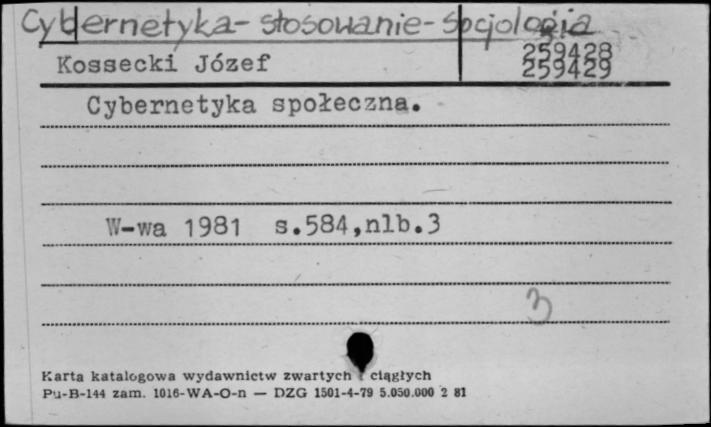 Cybernetyka- stosowanie- socjologia
Kossecki Józef
259428
259429
Cybernetyka społeczna.
W-wa 1981 s.584,nlb.3
3
Karta katalogowa wydawnictw zwartych i ciągłych
Pu-B-144 zam. 1016-WA-O-n — DZG 1501-4-79 5.050.000 2 81